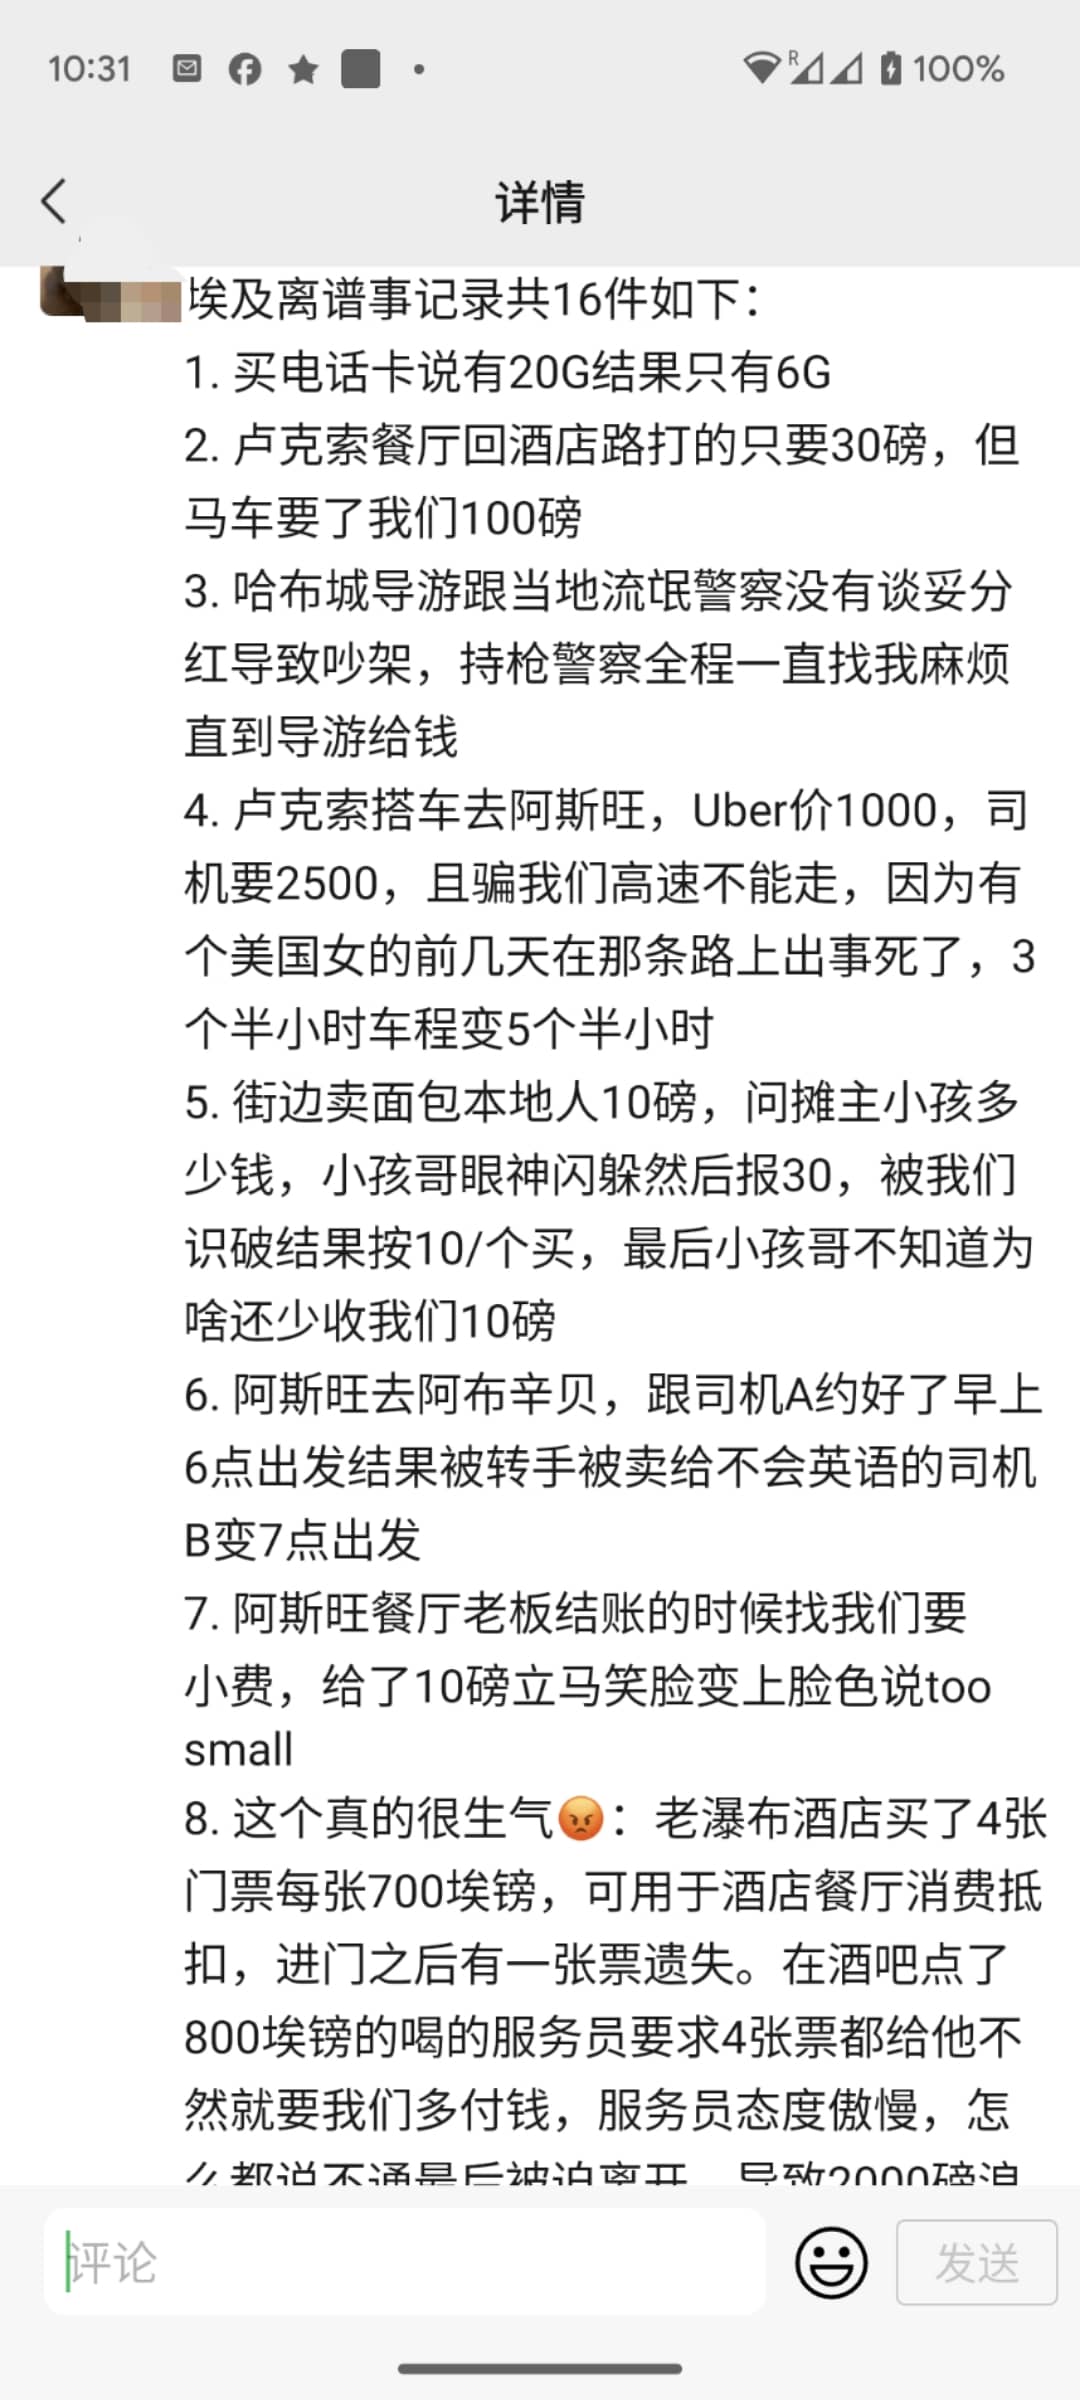 10:31
R
100%
详情
埃及离谱事记录共16件如下：
1. 买电话卡说有20G结果只有6G
2. 卢克索餐厅回酒店路打的只要30磅，但
马车要了我们100磅
3. 哈布城导游跟当地流氓警察没有谈妥分
红导致吵架，持枪警察全程一直找我麻烦
直到导游给钱
4. 卢克索搭车去阿斯旺，Uber价1000，司
机要2500，且骗我们高速不能走，因为有
个美国女的前几天在那条路上出事死了，3
个半小时车程变5个半小时
5. 街边卖面包本地人10磅，问摊主小孩多
少钱，小孩哥眼神闪躲然后报30，被我们
识破结果按10/个买，最后小孩哥不知道为
啥还少收我们10磅
6. 阿斯旺去阿布辛贝，跟司机A约好了早上
6点出发结果被转手被卖给不会英语的司机
B变7点出发
7. 阿斯旺餐厅老板结账的时候找我们要
小费，给了10磅立马笑脸变上脸色说too
small
8. 这个真的很生气😡：老瀑布酒店买了4张
门票每张700埃镑，可用于酒店餐厅消费抵
扣，进门之后有一张票遗失。在酒吧点了
800埃镑的喝的服务员要求4张票都给他不
然就要我们多付钱，服务员态度傲慢，怎
么都说不通最后被迫离开，导致2000磅浪
评论
发送